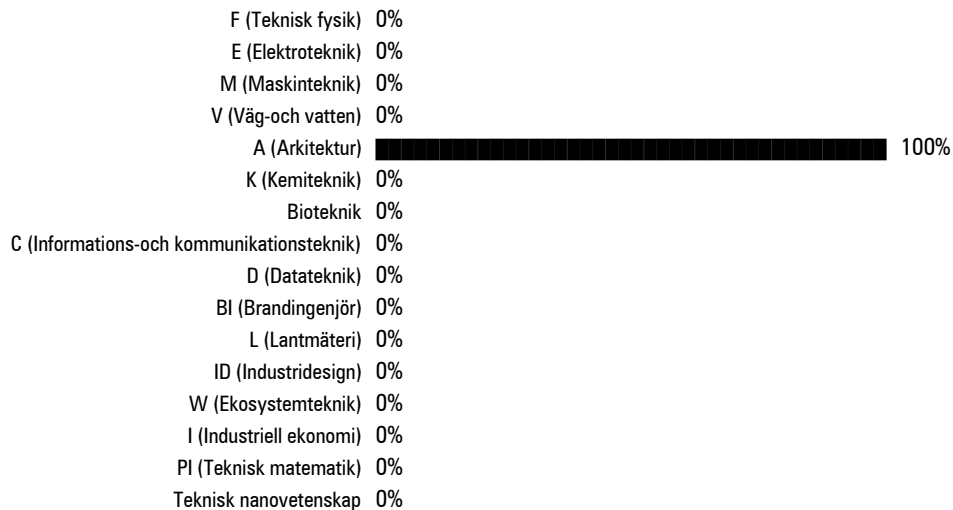 F (Teknisk fysik) 0%
E (Elektroteknik) 0%
M (Maskinteknik) 0%
V (Väg-och vatten) 0%
A (Arkitektur) 100%
K (Kemiteknik) 0%
Bioteknik 0%
C (Informations-och kommunikationsteknik) 0%
D (Datateknik) 0%
BI (Brandingenjör) 0%
L (Lantmäteri) 0%
ID (Industridesign) 0%
W (Ekosystemteknik) 0%
I (Industriell ekonomi) 0%
PI (Teknisk matematik) 0%
Teknisk nanovetenskap 0%